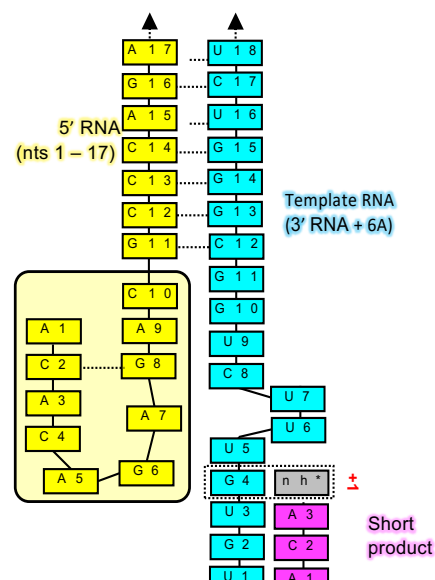 A 17
U 18
G 16
C 17
A 15
U 16
5′ RNA
(nts 1 – 17)
C 14
G 15
C 13
G 14
C 12
G 13
G 11
C 12
Template RNA
(3′ RNA + 6A)
G 11
C 10
G 10
A 1
A 9
U 9
C 2
G 8
C 8
A 3
A 7
U 7
C 4
U 6
A 5
G 6
U 5
G 4
n h *
±1
U 3
A 3
G 2
C 2
Short
product
U 1
A 1